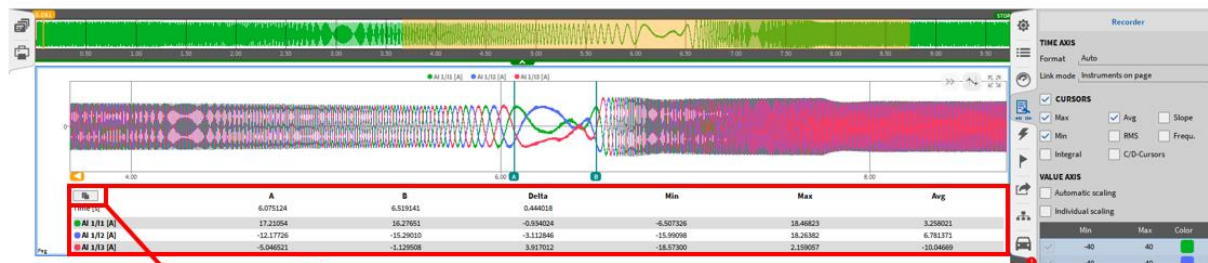 STOP
0.50 1.00 1.50 2.00 2.50 3.00 3.50 4.00 4.50 5.00 5.50 6.00 6.50 7.00 7.50 8.00 8.50 9.00 9.50
AI 1/I1 [A] AI 1/I2 [A] AI 1/I3 [A]
0
4.00 6.00 A B 8.00
A B Delta Min Max Avg
Time [s] 6.075124 6.519141 0.444018
AI 1/I1 [A] 17.21054 16.27651 -0.934024 -6.507326 18.46823 3.258021
AI 1/I2 [A] -12.17726 -15.29010 -3.112846 -15.99098 18.26382 6.781371
AI 1/I3 [A] -5.046521 -1.129508 3.917012 -18.57300 2.159057 -10.04669
Recorder
TIME AXIS
Format Auto
Link mode Instruments on page
CURSORS
Max Avg Slope
Min RMS Frequ.
Integral C/D-Cursors
VALUE AXIS
Automatic scaling
Individual scaling
Min Max Color
-40 40
-40 40